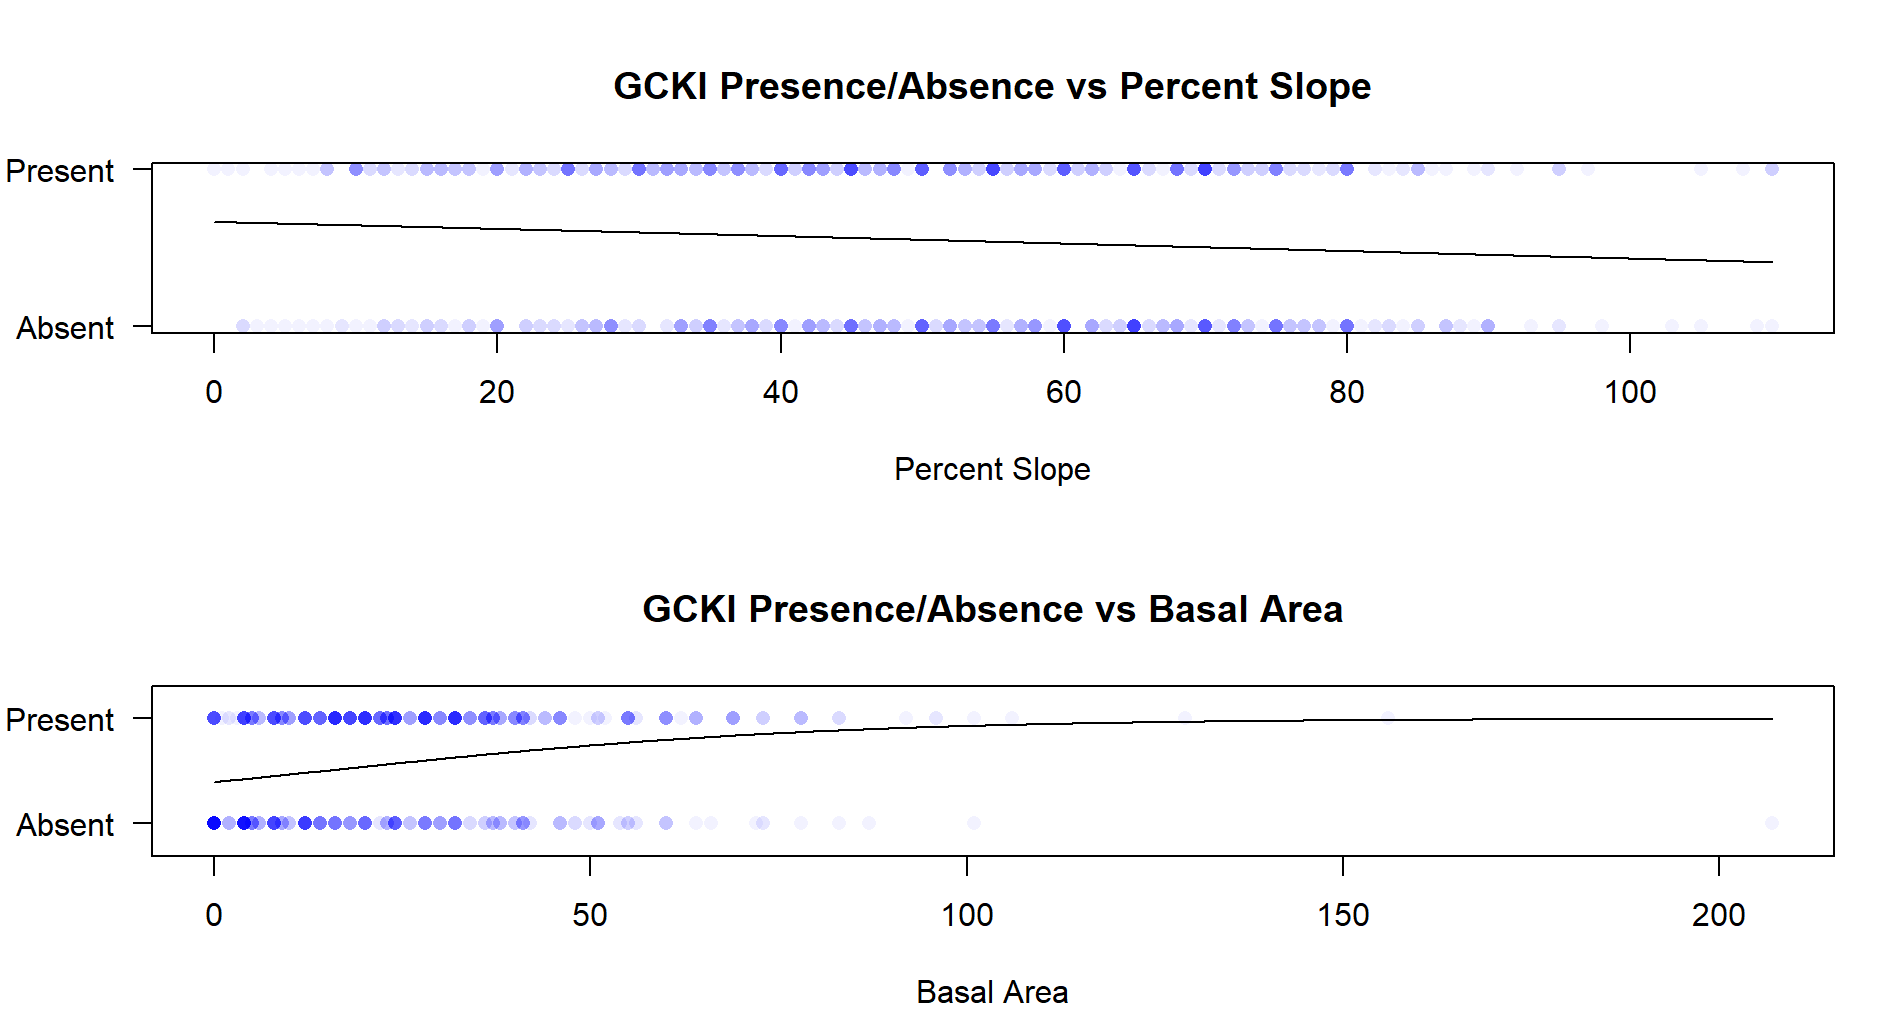 GCKI Presence/Absence vs Percent Slope
Present
Absent
0 20 40 60 80 100
Percent Slope
GCKI Presence/Absence vs Basal Area
Present
Absent
0 50 100 150 200
Basal Area